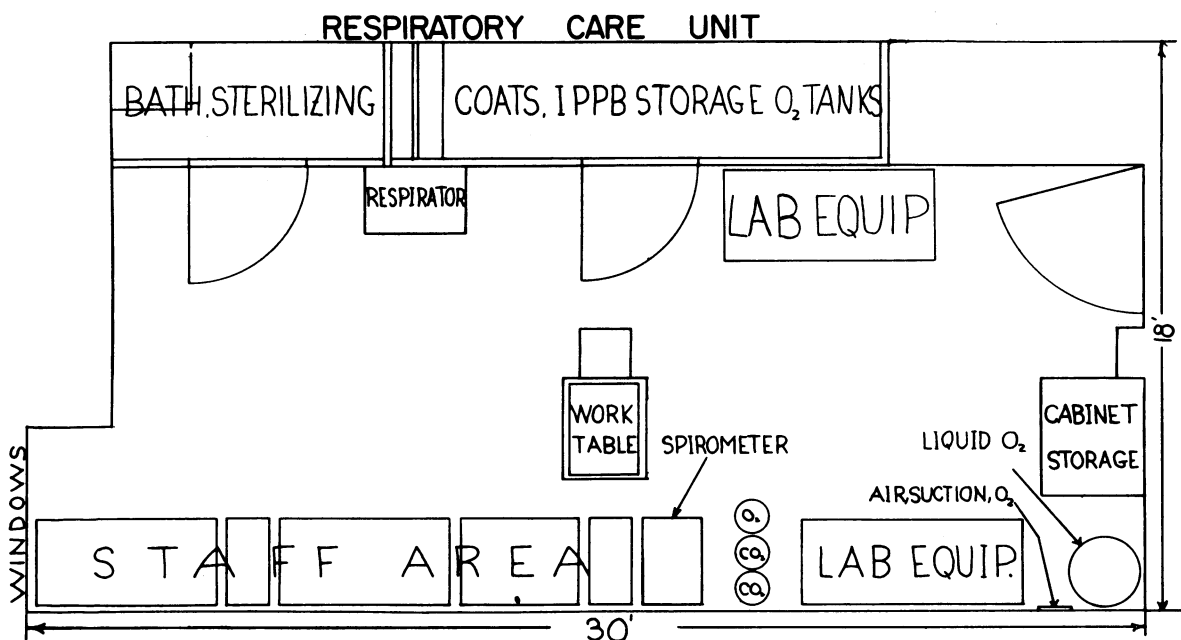 RESPIRATORY CARE UNIT
BATH, STERILIZING
COATS, IPPB STORAGE O₂ TANKS
RESPIRATOR
LAB EQUIP
18'
WORK
TABLE
SPIROMETER
CABINET
STORAGE
LIQUID O₂
AIR, SUCTION, O₂
WINDOWS
STAFF AREA
O₂
CO₂
CO₂
LAB EQUIP.
30'